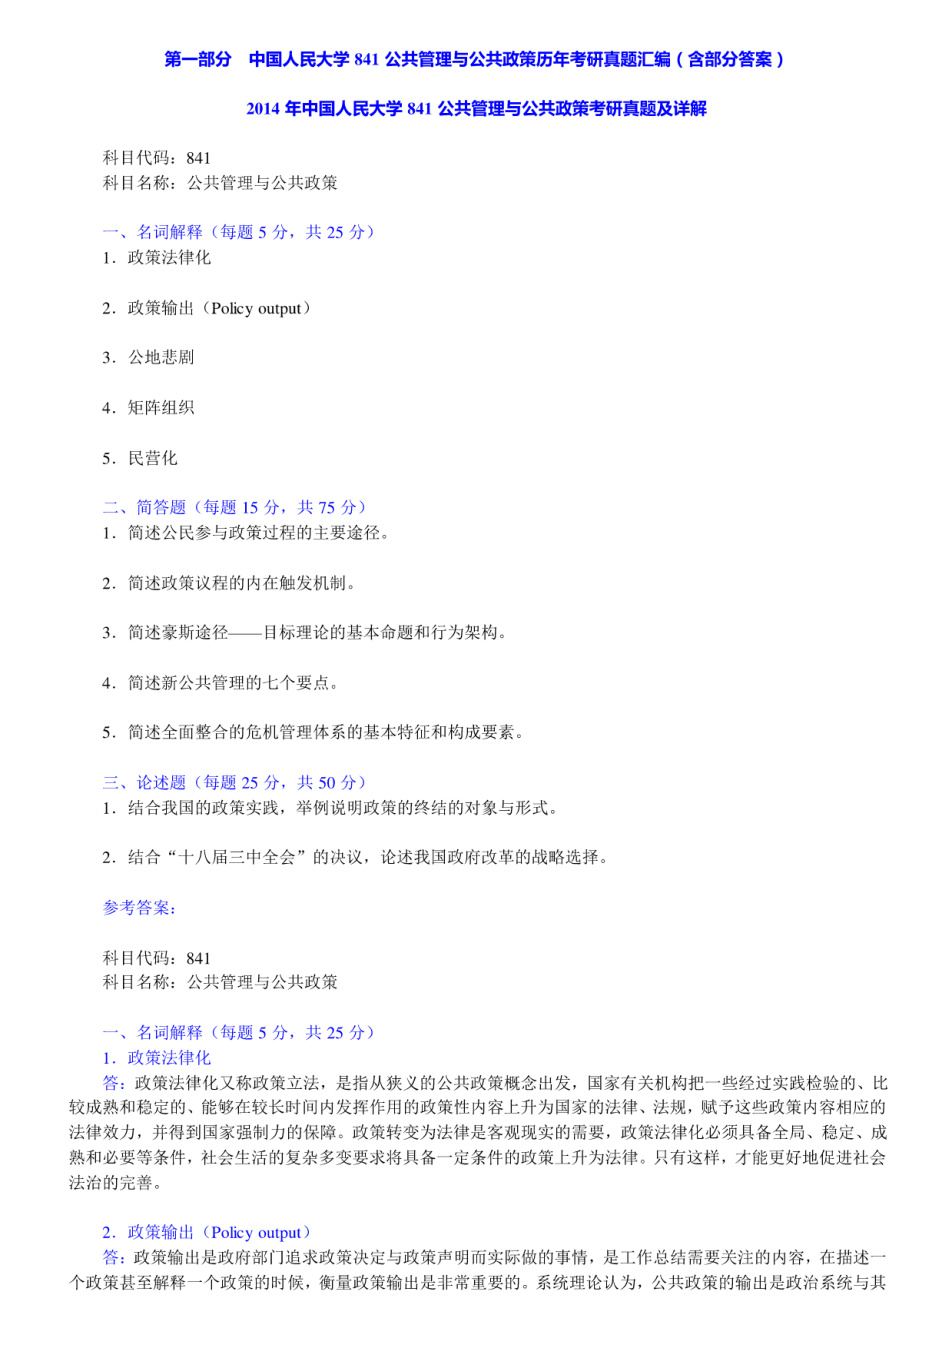 第一部分　中国人民大学 841 公共管理与公共政策历年考研真题汇编（含部分答案）
2014 年中国人民大学 841 公共管理与公共政策考研真题及详解
科目代码：841
科目名称：公共管理与公共政策
一、名词解释（每题 5 分，共 25 分）
1．政策法律化
2．政策输出（Policy output）
3．公地悲剧
4．矩阵组织
5．民营化
二、简答题（每题 15 分，共 75 分）
1．简述公民参与政策过程的主要途径。
2．简述政策议程的内在触发机制。
3．简述豪斯途径——目标理论的基本命题和行为架构。
4．简述新公共管理的七个要点。
5．简述全面整合的危机管理体系的基本特征和构成要素。
三、论述题（每题 25 分，共 50 分）
1．结合我国的政策实践，举例说明政策的终结的对象与形式。
2．结合“十八届三中全会”的决议，论述我国政府改革的战略选择。
参考答案：
科目代码：841
科目名称：公共管理与公共政策
一、名词解释（每题 5 分，共 25 分）
1．政策法律化
答：政策法律化又称政策立法，是指从狭义的公共政策概念出发，国家有关机构把一些经过实践检验的、比
较成熟和稳定的、能够在较长时间内发挥作用的政策性内容上升为国家的法律、法规，赋予这些政策内容相应的
法律效力，并得到国家强制力的保障。政策转变为法律是客观现实的需要，政策法律化必须具备全局、稳定、成
熟和必要等条件，社会生活的复杂多变要求将具备一定条件的政策上升为法律。只有这样，才能更好地促进社会
法治的完善。
2．政策输出（Policy output）
答：政策输出是政府部门追求政策决定与政策声明而实际做的事情，是工作总结需要关注的内容，在描述一
个政策甚至解释一个政策的时候，衡量政策输出是非常重要的。系统理论认为，公共政策的输出是政治系统与其